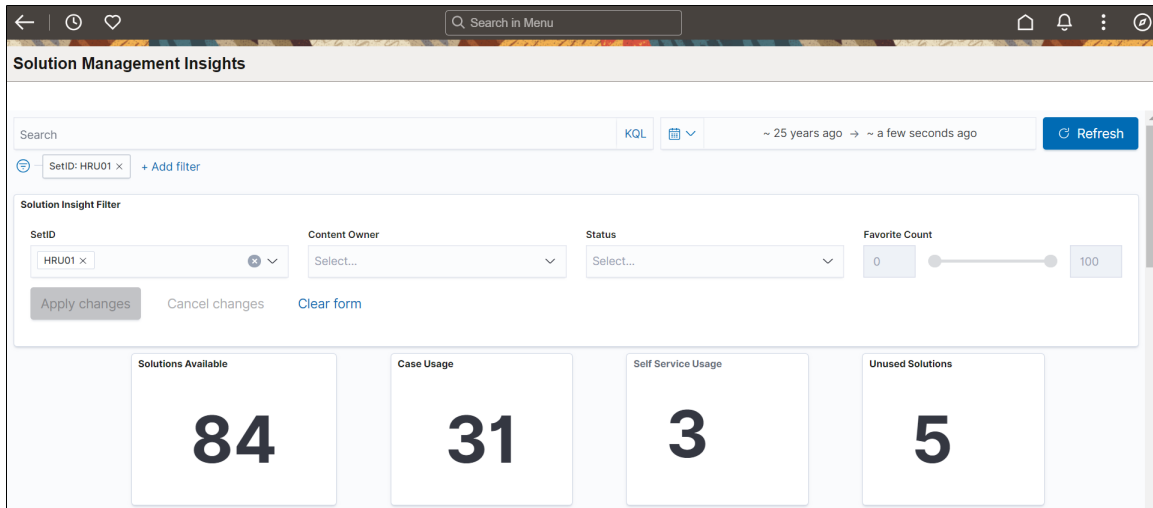 Search in Menu
Solution Management Insights
Search KQL ~ 25 years ago → ~ a few seconds ago Refresh
SetID: HRU01 × + Add filter
Solution Insight Filter
SetID Content Owner Status Favorite Count
HRU01 × Select... Select... 0 100
Apply changes Cancel changes Clear form
Solutions Available Case Usage Self Service Usage Unused Solutions
84 31 3 5